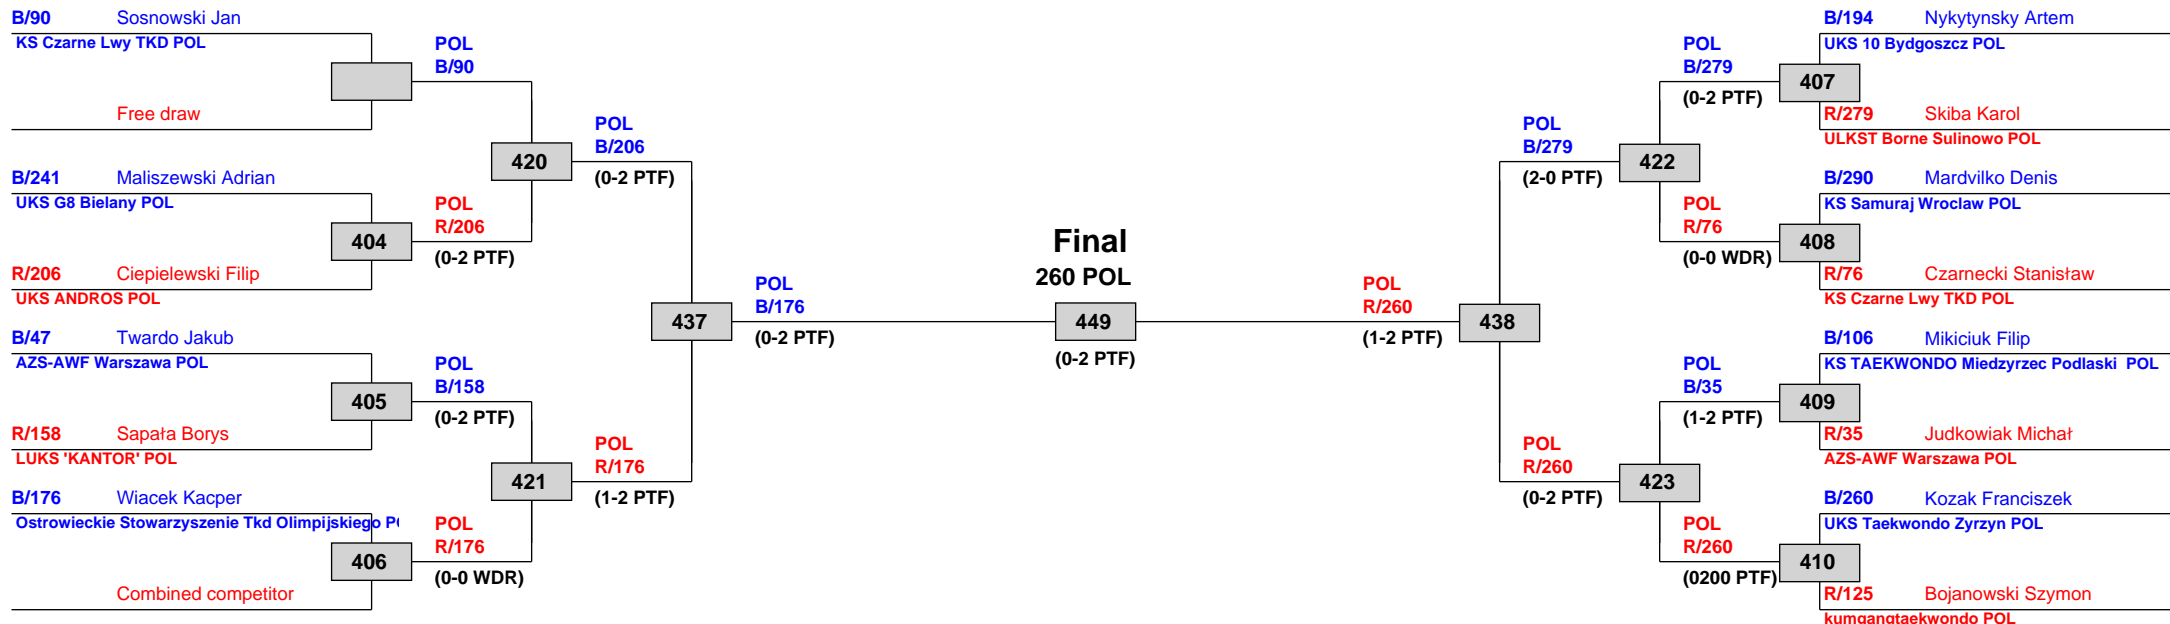 B/90 Sosnowski Jan
KS Czarne Lwy TKD POL
Free draw
B/241 Maliszewski Adrian
UKS G8 Bielany POL
404
R/206 Ciepielewski Filip
UKS ANDROS POL
B/47 Twardo Jakub
AZS-AWF Warszawa POL
405
R/158 Sapała Borys
LUKS 'KANTOR' POL
B/176 Wiacek Kacper
Ostrowieckie Stowarzyszenie Tkd Olimpijskiego
406
Combined competitor
POL
B/90
420
POL
R/206
(0-2 PTF)
POL
B/158
(0-2 PTF)
421
POL
R/176
(0-0 WDR)
POL
B/206
(0-2 PTF)
437
POL
R/176
(1-2 PTF)
POL
B/176
(0-2 PTF)
Final
260 POL
449
(0-2 PTF)
POL
R/260
(1-2 PTF)
438
POL
B/279
(2-0 PTF)
POL
R/260
(0-2 PTF)
422
423
POL
B/279
(0-2 PTF)
POL
R/76
(0-0 WDR)
POL
B/35
(1-2 PTF)
POL
R/260
(0200 PTF)
B/194 Nykytynsky Artem
UKS 10 Bydgoszcz POL
407
R/279 Skiba Karol
ULKST Borne Sulinowo POL
B/290 Mardvilko Denis
KS Samuraj Wroclaw POL
408
R/76 Czarnecki Stanisław
KS Czarne Lwy TKD POL
B/106 Mikiciuk Filip
KS TAEKWONDO Miedzyrzec Podlaski POL
409
R/35 Judkowiak Michał
AZS-AWF Warszawa POL
B/260 Kozak Franciszek
UKS Taekwondo Zyrzyn POL
410
R/125 Bojanowski Szymon
kumgangtaekwondo POL